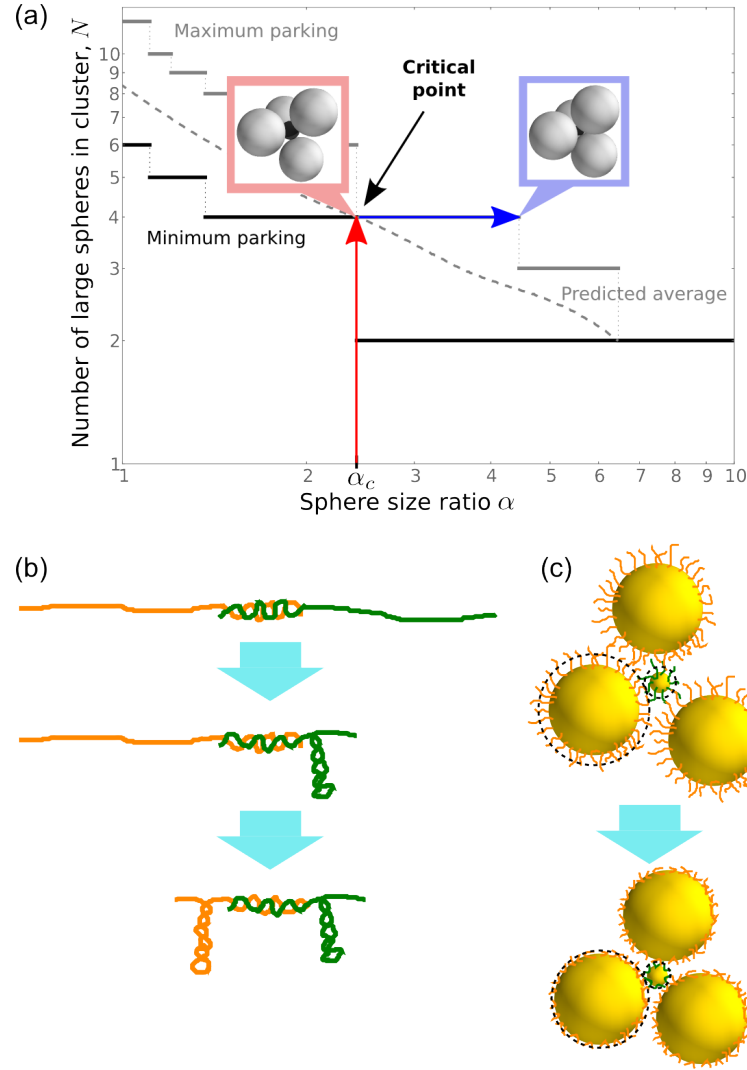 (a)
Number of large spheres in cluster, N
10
9
8
7
6
5
4
3
2
1
Maximum parking
Critical
point
Minimum parking
Predicted average
1
2
α_c
3
4
5
6
7
8
9
10
Sphere size ratio α
(b)
(c)